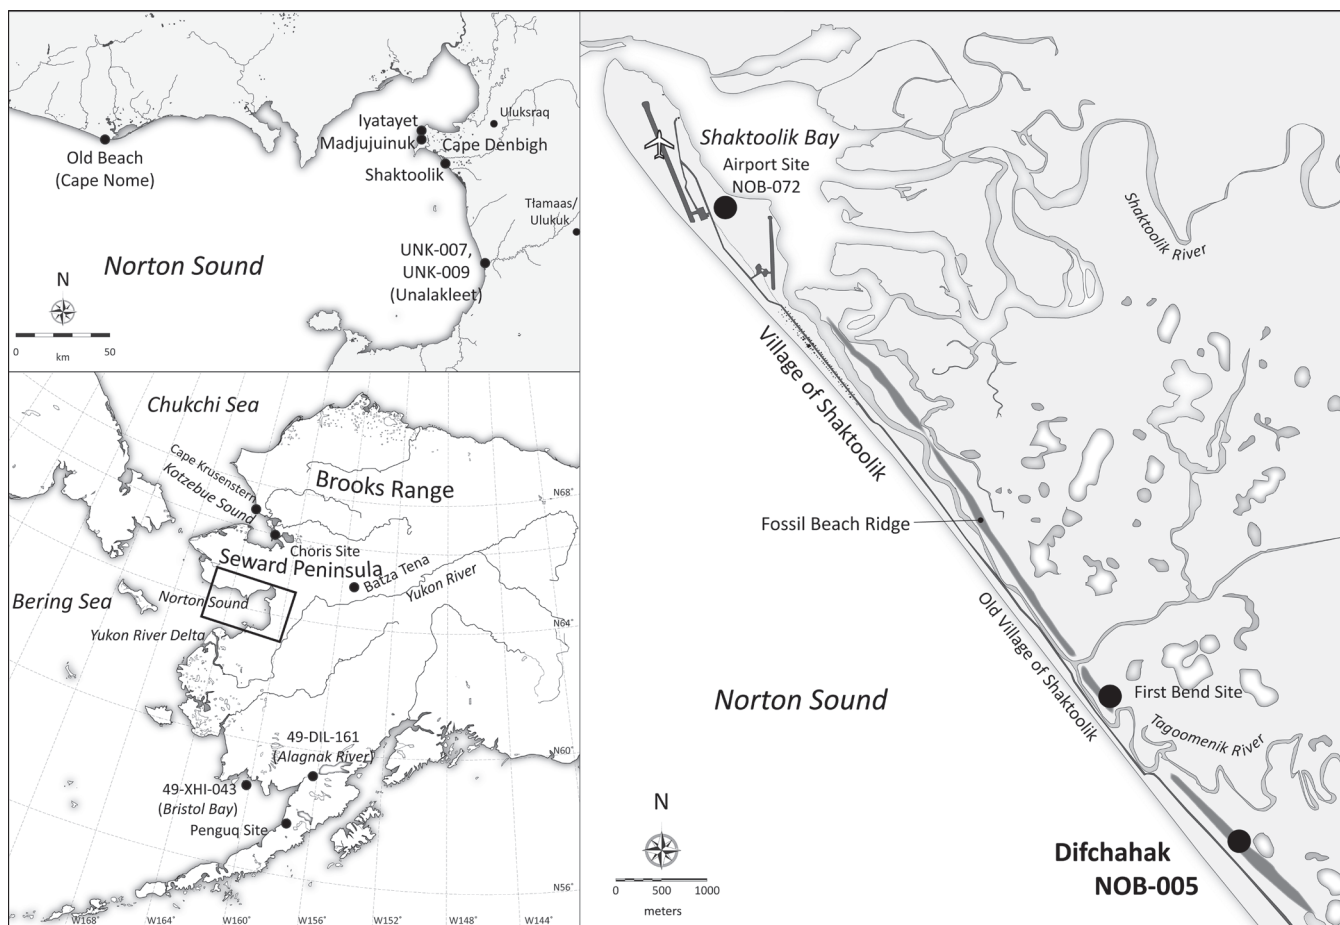 Iyatayet
Madjujuinuk
Cape Denbigh
Uluksraq
Shaktoolik
Old Beach
(Cape Nome)
Tłamaas/
Ulukuk
UNK-007,
UNK-009
(Unalakleet)
Norton Sound
N
0
50
km
Chukchi Sea
Cape Krusenstern
Kotzebue Sound
Brooks Range
N68°
Choris Site
Seward Peninsula
Batza Tena
Yukon River
Bering Sea
Norton Sound
N64°
Yukon River Delta
49-DIL-161
(Alagnak River)
N60°
49-XHI-043
(Bristol Bay)
Penguq Site
N56°
W168°
W164°
W160°
W156°
W152°
W148°
W144°
Shaktoolik Bay
Airport Site
NOB-072
Shaktoolik River
Village of Shaktoolik
Fossil Beach Ridge
Old Village of Shaktoolik
First Bend Site
Tagoomenik River
Norton Sound
N
0
500
1000
meters
Difchahak
NOB-005